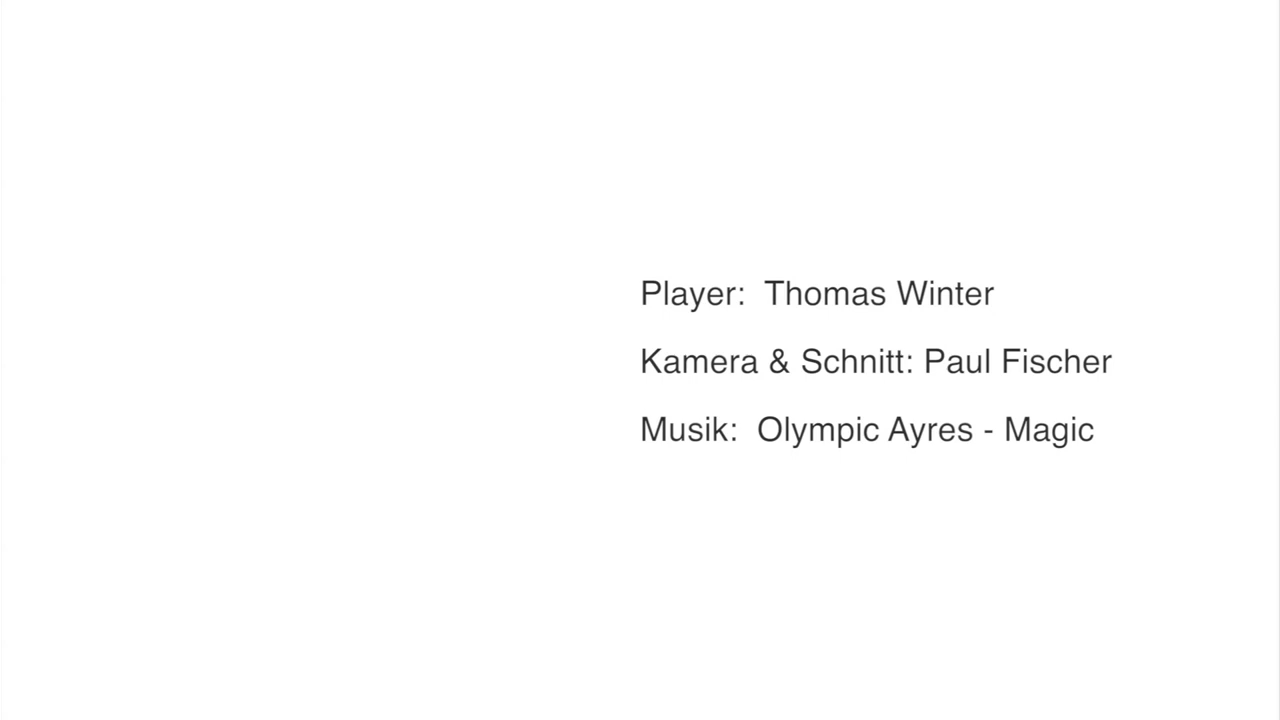 Player:  Thomas Winter
Kamera & Schnitt: Paul Fischer
Musik:  Olympic Ayres - Magic